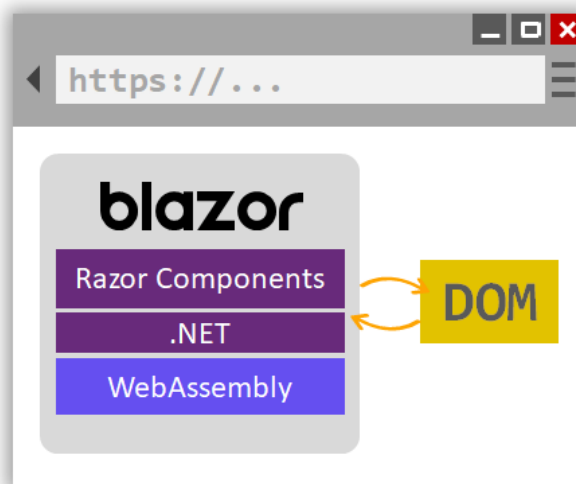 https://...
blazor
Razor Components
.NET
WebAssembly
DOM